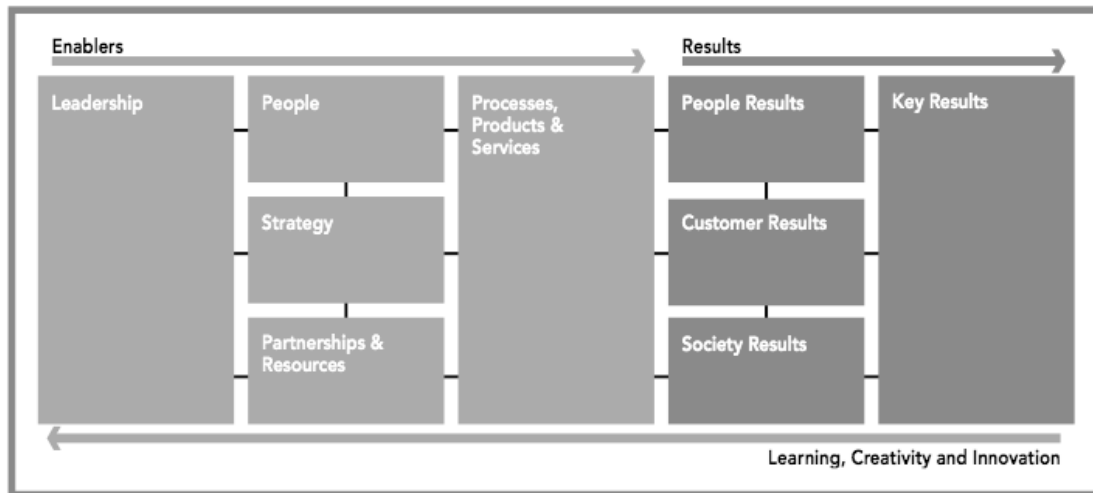 Enablers
Results
Leadership
People
Processes,
Products &
Services
People Results
Key Results
Strategy
Customer Results
Partnerships &
Resources
Society Results
Learning, Creativity and Innovation